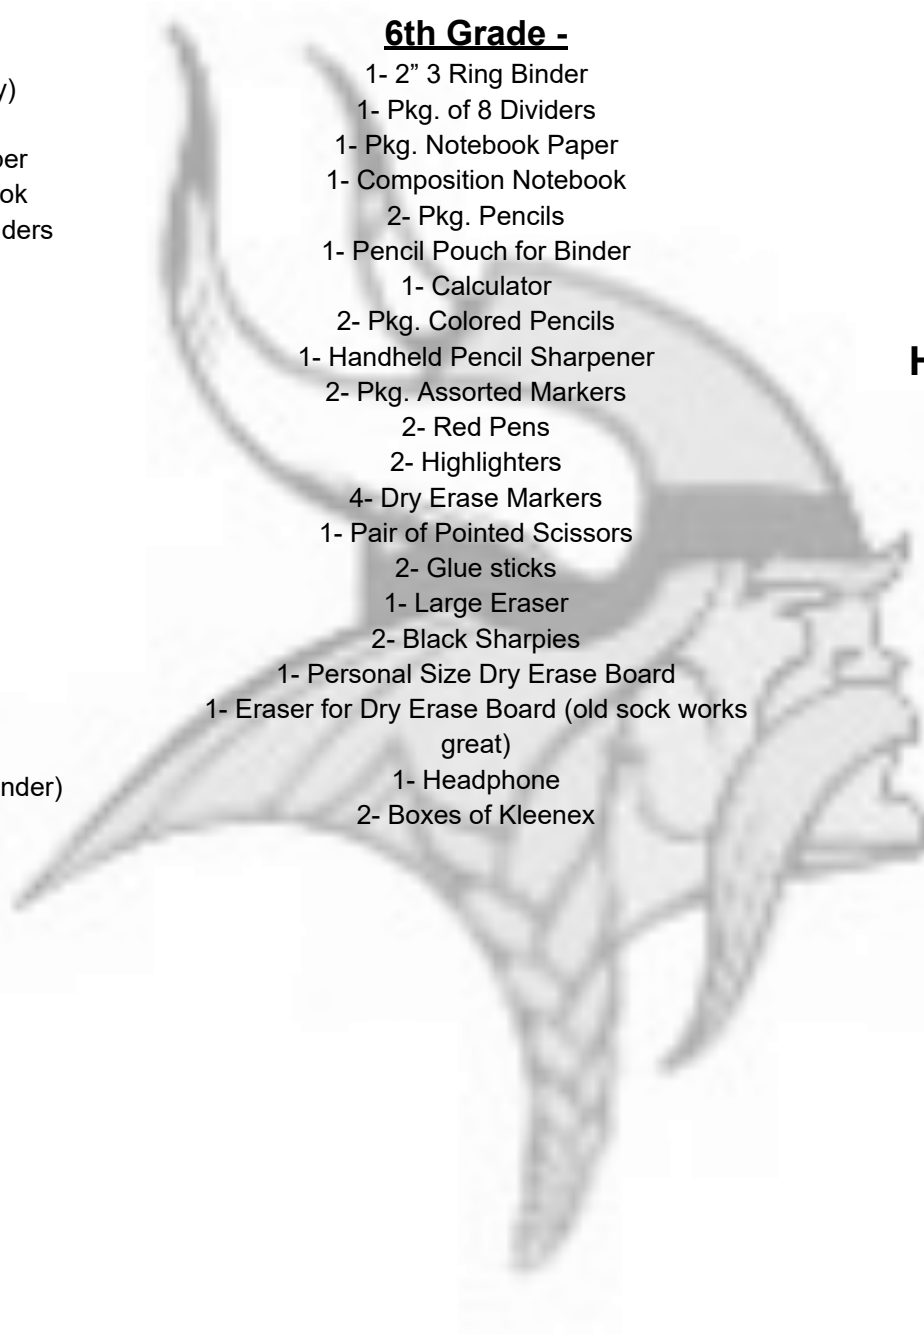 6th Grade -
1- 2” 3 Ring Binder
1- Pkg. of 8 Dividers
1- Pkg. Notebook Paper
1- Composition Notebook
2- Pkg. Pencils
1- Pencil Pouch for Binder
1- Calculator
2- Pkg. Colored Pencils
1- Handheld Pencil Sharpener
2- Pkg. Assorted Markers
2- Red Pens
2- Highlighters
4- Dry Erase Markers
1- Pair of Pointed Scissors
2- Glue sticks
1- Large Eraser
2- Black Sharpies
1- Personal Size Dry Erase Board
1- Eraser for Dry Erase Board (old sock works
great)
1- Headphone
2- Boxes of Kleenex